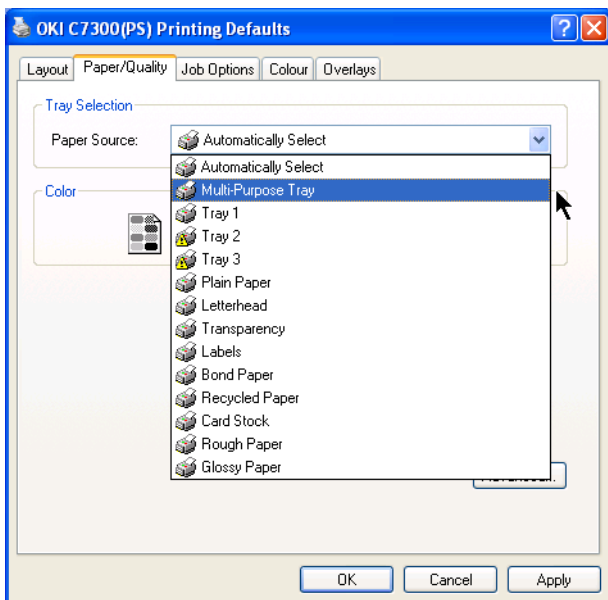 OKI C7300(PS) Printing Defaults
Layout Paper/Quality Job Options Colour Overlays
Tray Selection
Paper Source: Automatically Select
Automatically Select
Color
Multi-Purpose Tray
Tray 1
Tray 2
Tray 3
Plain Paper
Letterhead
Transparency
Labels
Bond Paper
Recycled Paper
Card Stock
Rough Paper
Glossy Paper
OK Cancel Apply